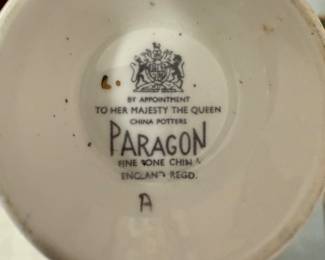 BY APPOINTMENT
TO HER MAJESTY THE QUEEN
CHINA POTTERS
PARAGON
FINE BONE CHINA
ENGLAND REGD.
A